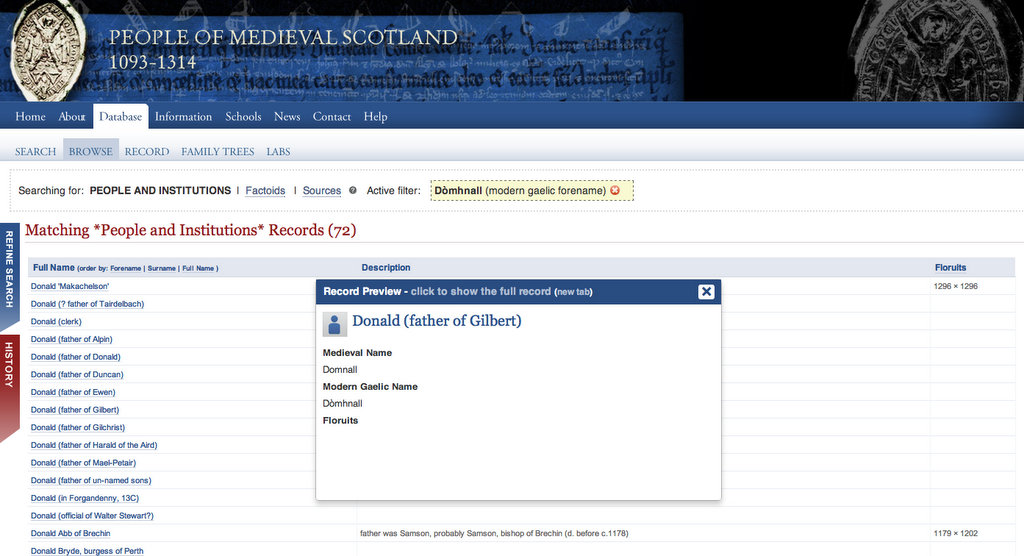 PEOPLE OF MEDIEVAL SCOTLAND
1093-1314
Home About Database Information Schools News Contact Help
SEARCH BROWSE RECORD FAMILY TREES LABS
Searching for: PEOPLE AND INSTITUTIONS | Factoids | Sources Active filter: Dòmhnall (modern gaelic forename)
REFINE SEARCH
HISTORY
Matching *People and Institutions* Records (72)
Full Name (order by: Forename | Surname | Full Name ) Description Floruits
Donald 'Makachelson' 1296 × 1296
Donald (? father of Tairdelbach)
Donald (clerk)
Donald (father of Alpin)
Donald (father of Donald)
Donald (father of Duncan)
Donald (father of Ewen)
Donald (father of Gilbert)
Donald (father of Gilchrist)
Donald (father of Harald of the Aird)
Donald (father of Mael-Petair)
Donald (father of un-named sons)
Donald (in Forgandenny, 13C)
Donald (official of Walter Stewart?)
Donald Abb of Brechin father was Samson, probably Samson, bishop of Brechin (d. before c.1178) 1179 × 1202
Donald Bryde, burgess of Perth
Record Preview - click to show the full record (new tab)
Donald (father of Gilbert)
Medieval Name
Domnall
Modern Gaelic Name
Dòmhnall
Floruits